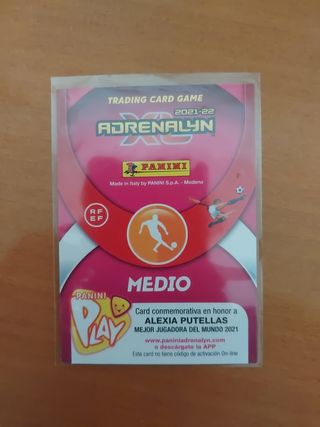 TRADING CARD GAME
2021-22
ADRENALYN
XL
PANINI
Made in Italy by PANINI S.p.A. - Modena
RF
EF
MEDIO
PANINI
PLAY
Card conmemorativa en honor a
ALEXIA PUTELLAS
MEJOR JUGADORA DEL MUNDO 2021
www.paniniadrenalyn.com
o descárgate la APP
Esta card no tiene código de activación On-line